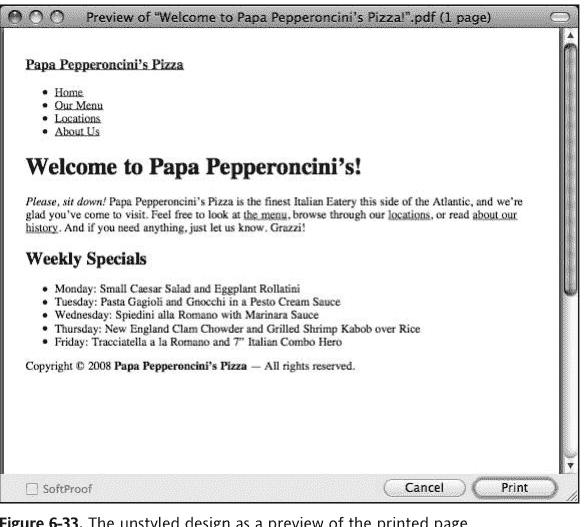 Preview of “Welcome to Papa Pepperoncini’s Pizza!”.pdf (1 page)
Papa Pepperoncini’s Pizza
• Home
• Our Menu
• Locations
• About Us
Welcome to Papa Pepperoncini’s!
Please, sit down! Papa Pepperoncini’s Pizza is the finest Italian Eatery this side of the Atlantic, and we’re
glad you’ve come to visit. Feel free to look at the menu, browse through our locations, or read about our
history. And if you need anything, just let us know. Grazzi!
Weekly Specials
• Monday: Small Caesar Salad and Eggplant Rollatini
• Tuesday: Pasta Gagioli and Gnocchi in a Pesto Cream Sauce
• Wednesday: Spiedini alla Romano with Marinara Sauce
• Thursday: New England Clam Chowder and Grilled Shrimp Kabob over Rice
• Friday: Tracciatella a la Romano and 7" Italian Combo Hero
Copyright © 2008 Papa Pepperoncini’s Pizza — All rights reserved.
SoftProof
Cancel
Print
Figure 6-33. The unstyled design as a preview of the printed page